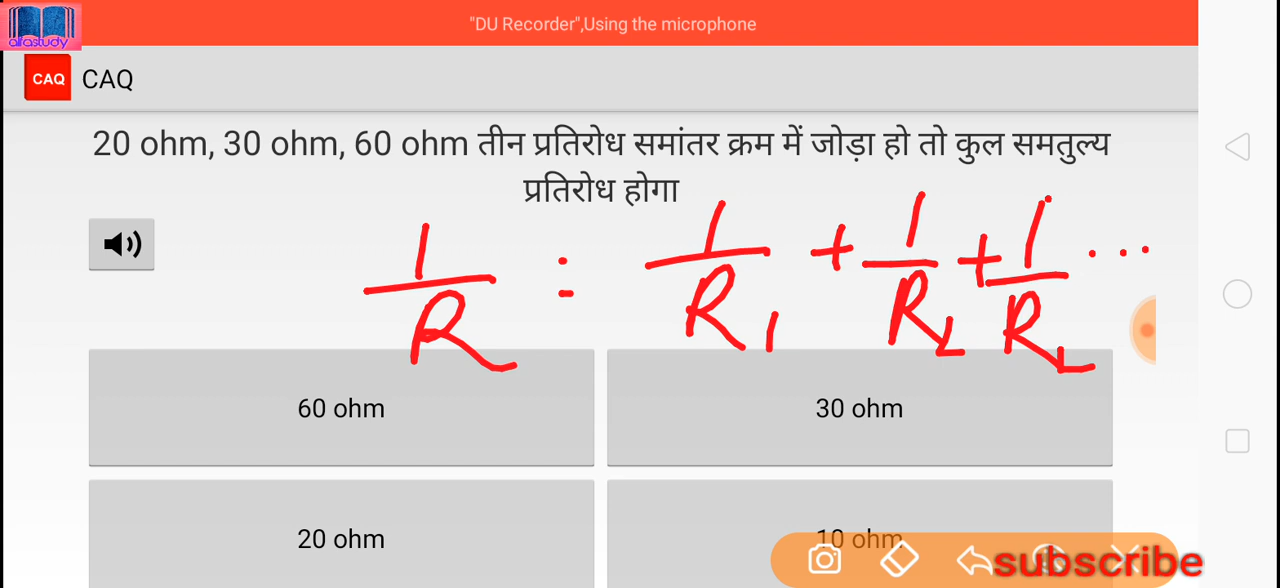 "DU Recorder",Using the microphone
alfastudy
CAQ CAQ
20 ohm, 30 ohm, 60 ohm तीन प्रतिरोध समांतर क्रम में जोड़ा हो तो कुल समतुल्य
प्रतिरोध होगा
1/R = 1/R1 + 1/R2 + 1/R2 ...
60 ohm
30 ohm
20 ohm
10 ohm
subscribe